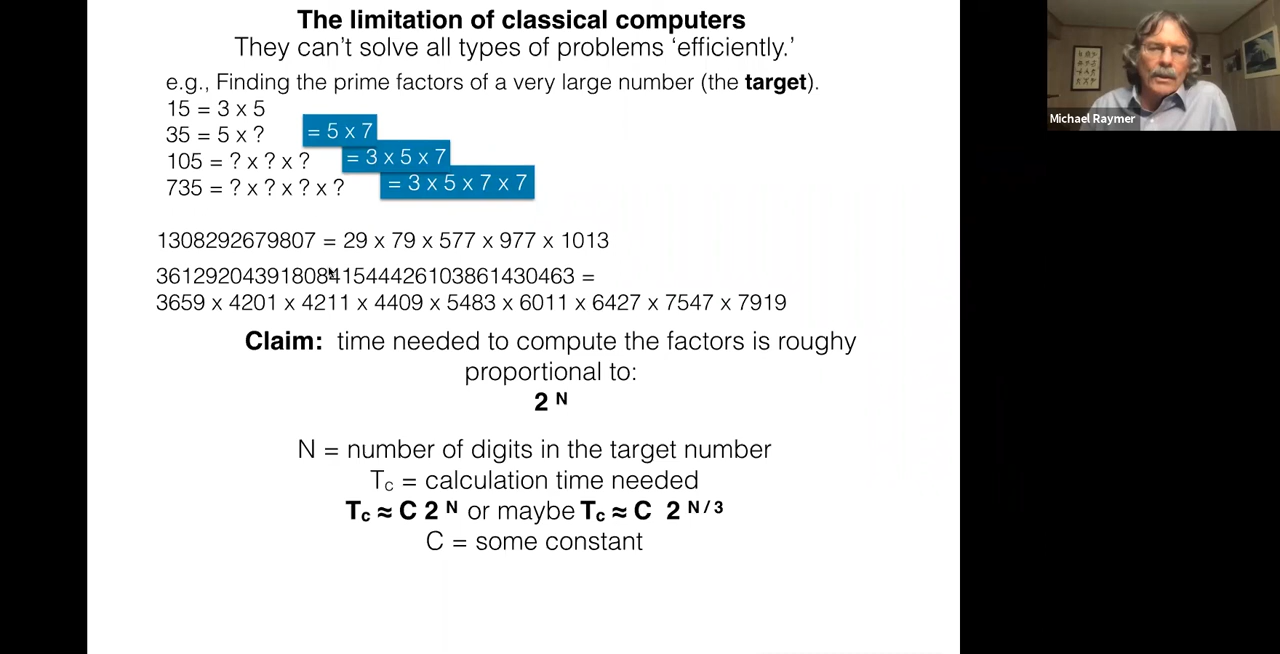 The limitation of classical computers
They can't solve all types of problems 'efficiently.'
e.g., Finding the prime factors of a very large number (the target).
15 = 3 x 5
35 = 5 x ? = 5 x 7
105 = ? x ? x ? = 3 x 5 x 7
735 = ? x ? x ? x ? = 3 x 5 x 7 x 7
1308292679807 = 29 x 79 x 577 x 977 x 1013
361292043918084154442610386143​0463 =
3659 x 4201 x 4211 x 4409 x 5483 x 6011 x 6427 x 7547 x 7919
Claim: time needed to compute the factors is roughy
proportional to:
2 ᴺ
N = number of digits in the target number
Tc = calculation time needed
Tc ≈ C 2 ᴺ or maybe Tc ≈ C 2 ᴺ / ³
C = some constant
Michael Raymer